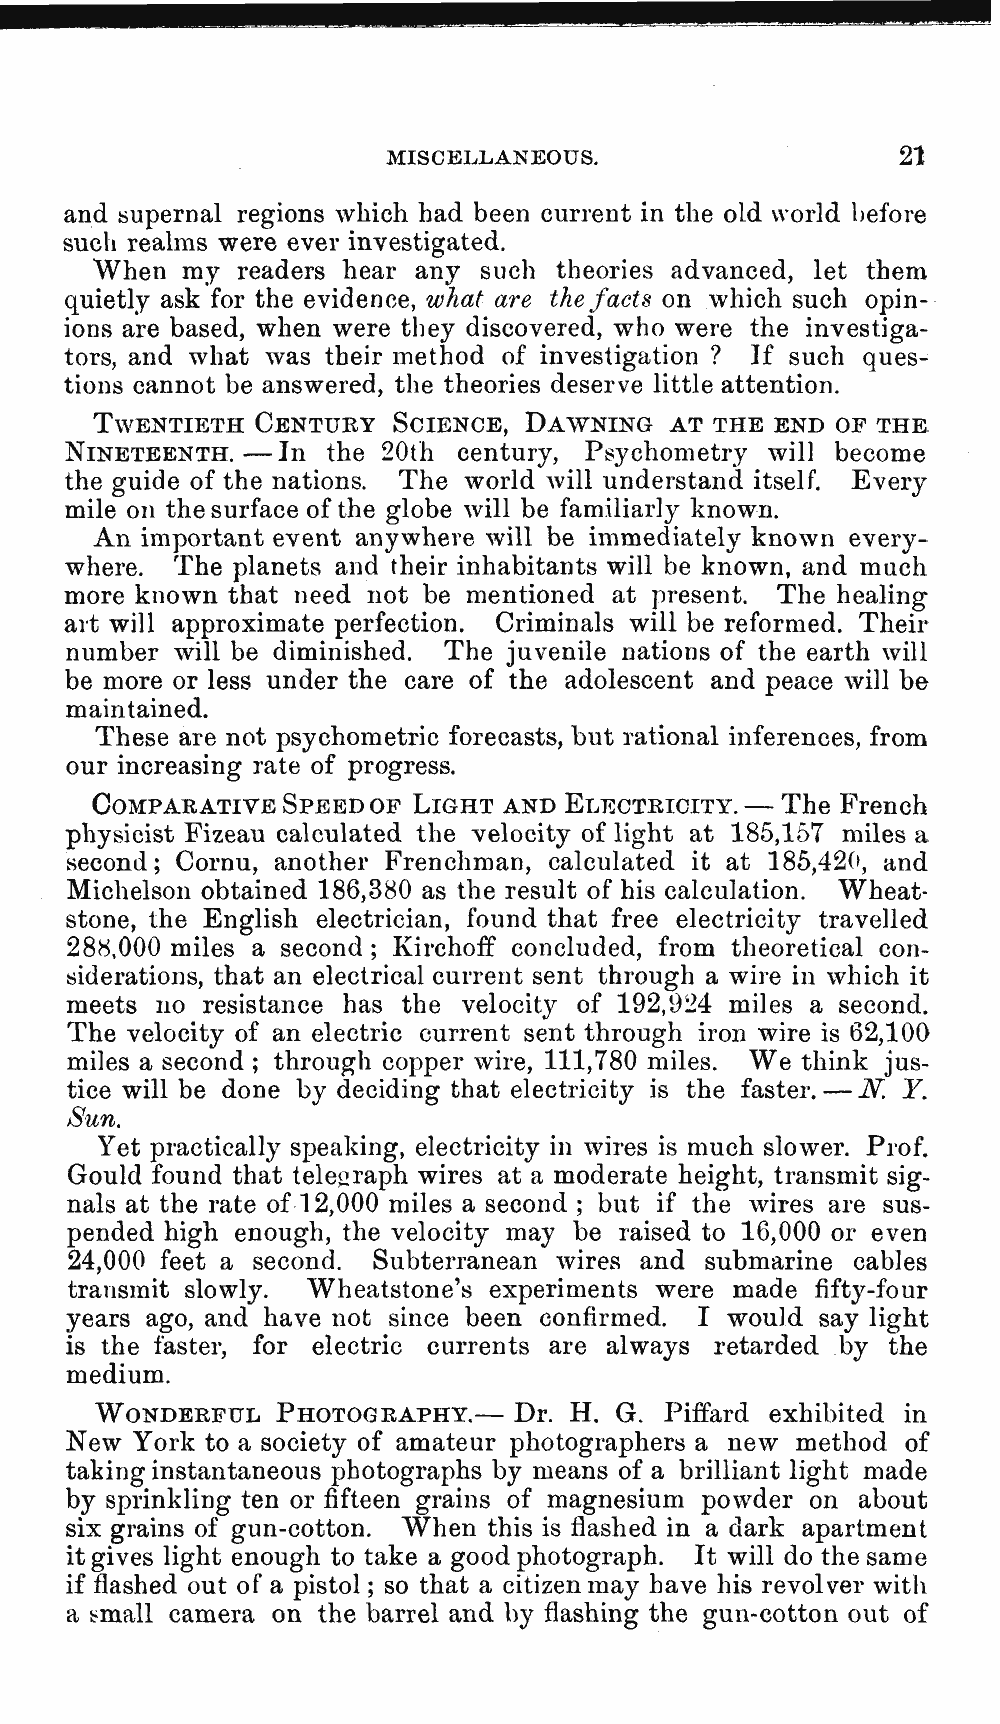 MISCELLANEOUS. 21
and supernal regions which had been current in the old world before
such realms were ever investigated.
When my readers hear any such theories advanced, let them
quietly ask for the evidence, what are the facts on which such opin-
ions are based, when were they discovered, who were the investiga-
tors, and what was their method of investigation ? If such ques-
tions cannot be answered, the theories deserve little attention.
TWENTIETH CENTURY SCIENCE, DAWNING AT THE END OF THE
NINETEENTH. — In the 20th century, Psychometry will become
the guide of the nations. The world will understand itself. Every
mile on the surface of the globe will be familiarly known.
An important event anywhere will be immediately known every-
where. The planets and their inhabitants will be known, and much
more known that need not be mentioned at present. The healing
art will approximate perfection. Criminals will be reformed. Their
number will be diminished. The juvenile nations of the earth will
be more or less under the care of the adolescent and peace will be
maintained.
These are not psychometric forecasts, but rational inferences, from
our increasing rate of progress.
COMPARATIVE SPEED OF LIGHT AND ELECTRICITY. — The French
physicist Fizeau calculated the velocity of light at 185,157 miles a
second; Cornu, another Frenchman, calculated it at 185,420, and
Michelson obtained 186,380 as the result of his calculation. Wheat-
stone, the English electrician, found that free electricity travelled
288,000 miles a second ; Kirchoff concluded, from theoretical con-
siderations, that an electrical current sent through a wire in which it
meets no resistance has the velocity of 192,924 miles a second.
The velocity of an electric current sent through iron wire is 62,100
miles a second ; through copper wire, 111,780 miles. We think jus-
tice will be done by deciding that electricity is the faster. — N. Y.
Sun.
Yet practically speaking, electricity in wires is much slower. Prof.
Gould found that telegraph wires at a moderate height, transmit sig-
nals at the rate of 12,000 miles a second ; but if the wires are sus-
pended high enough, the velocity may be raised to 16,000 or even
24,000 feet a second. Subterranean wires and submarine cables
transmit slowly. Wheatstone's experiments were made fifty-four
years ago, and have not since been confirmed. I would say light
is the faster, for electric currents are always retarded by the
medium.
WONDERFUL PHOTOGRAPHY.— Dr. H. G. Piffard exhibited in
New York to a society of amateur photographers a new method of
taking instantaneous photographs by means of a brilliant light made
by sprinkling ten or fifteen grains of magnesium powder on about
six grains of gun-cotton. When this is flashed in a dark apartment
it gives light enough to take a good photograph. It will do the same
if flashed out of a pistol ; so that a citizen may have his revolver with
a small camera on the barrel and by flashing the gun-cotton out of